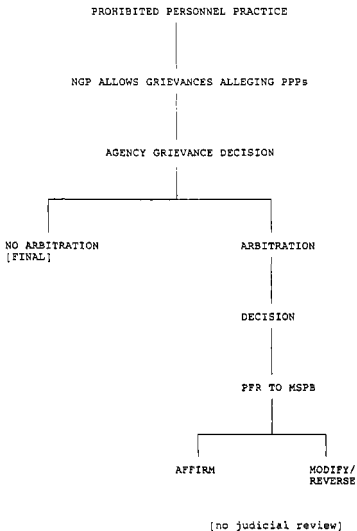 PROHIBITED PERSONNEL PRACTICE
NGP ALLOWS GRIEVANCES ALLEGING PPPs
AGENCY GRIEVANCE DECISION
NO ARBITRATION
[FINAL]
ARBITRATION
DECISION
PFR TO MSPB
AFFIRM
MODIFY/
REVERSE
[no judicial review]